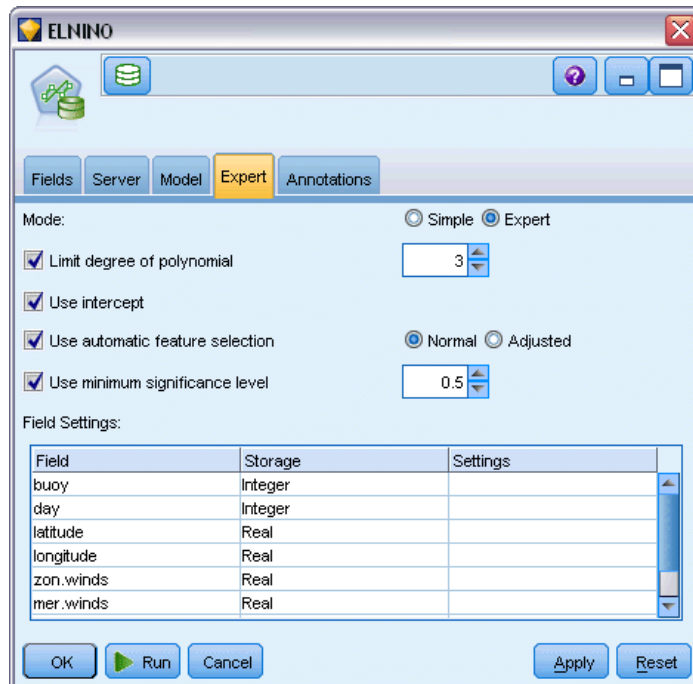 ELNINO
Fields Server Model Expert Annotations
Mode: Simple Expert
Limit degree of polynomial 3
Use intercept
Use automatic feature selection Normal Adjusted
Use minimum significance level 0.5
Field Settings:
Field Storage Settings
buoy Integer
day Integer
latitude Real
longitude Real
zon.winds Real
mer.winds Real
OK Run Cancel Apply Reset